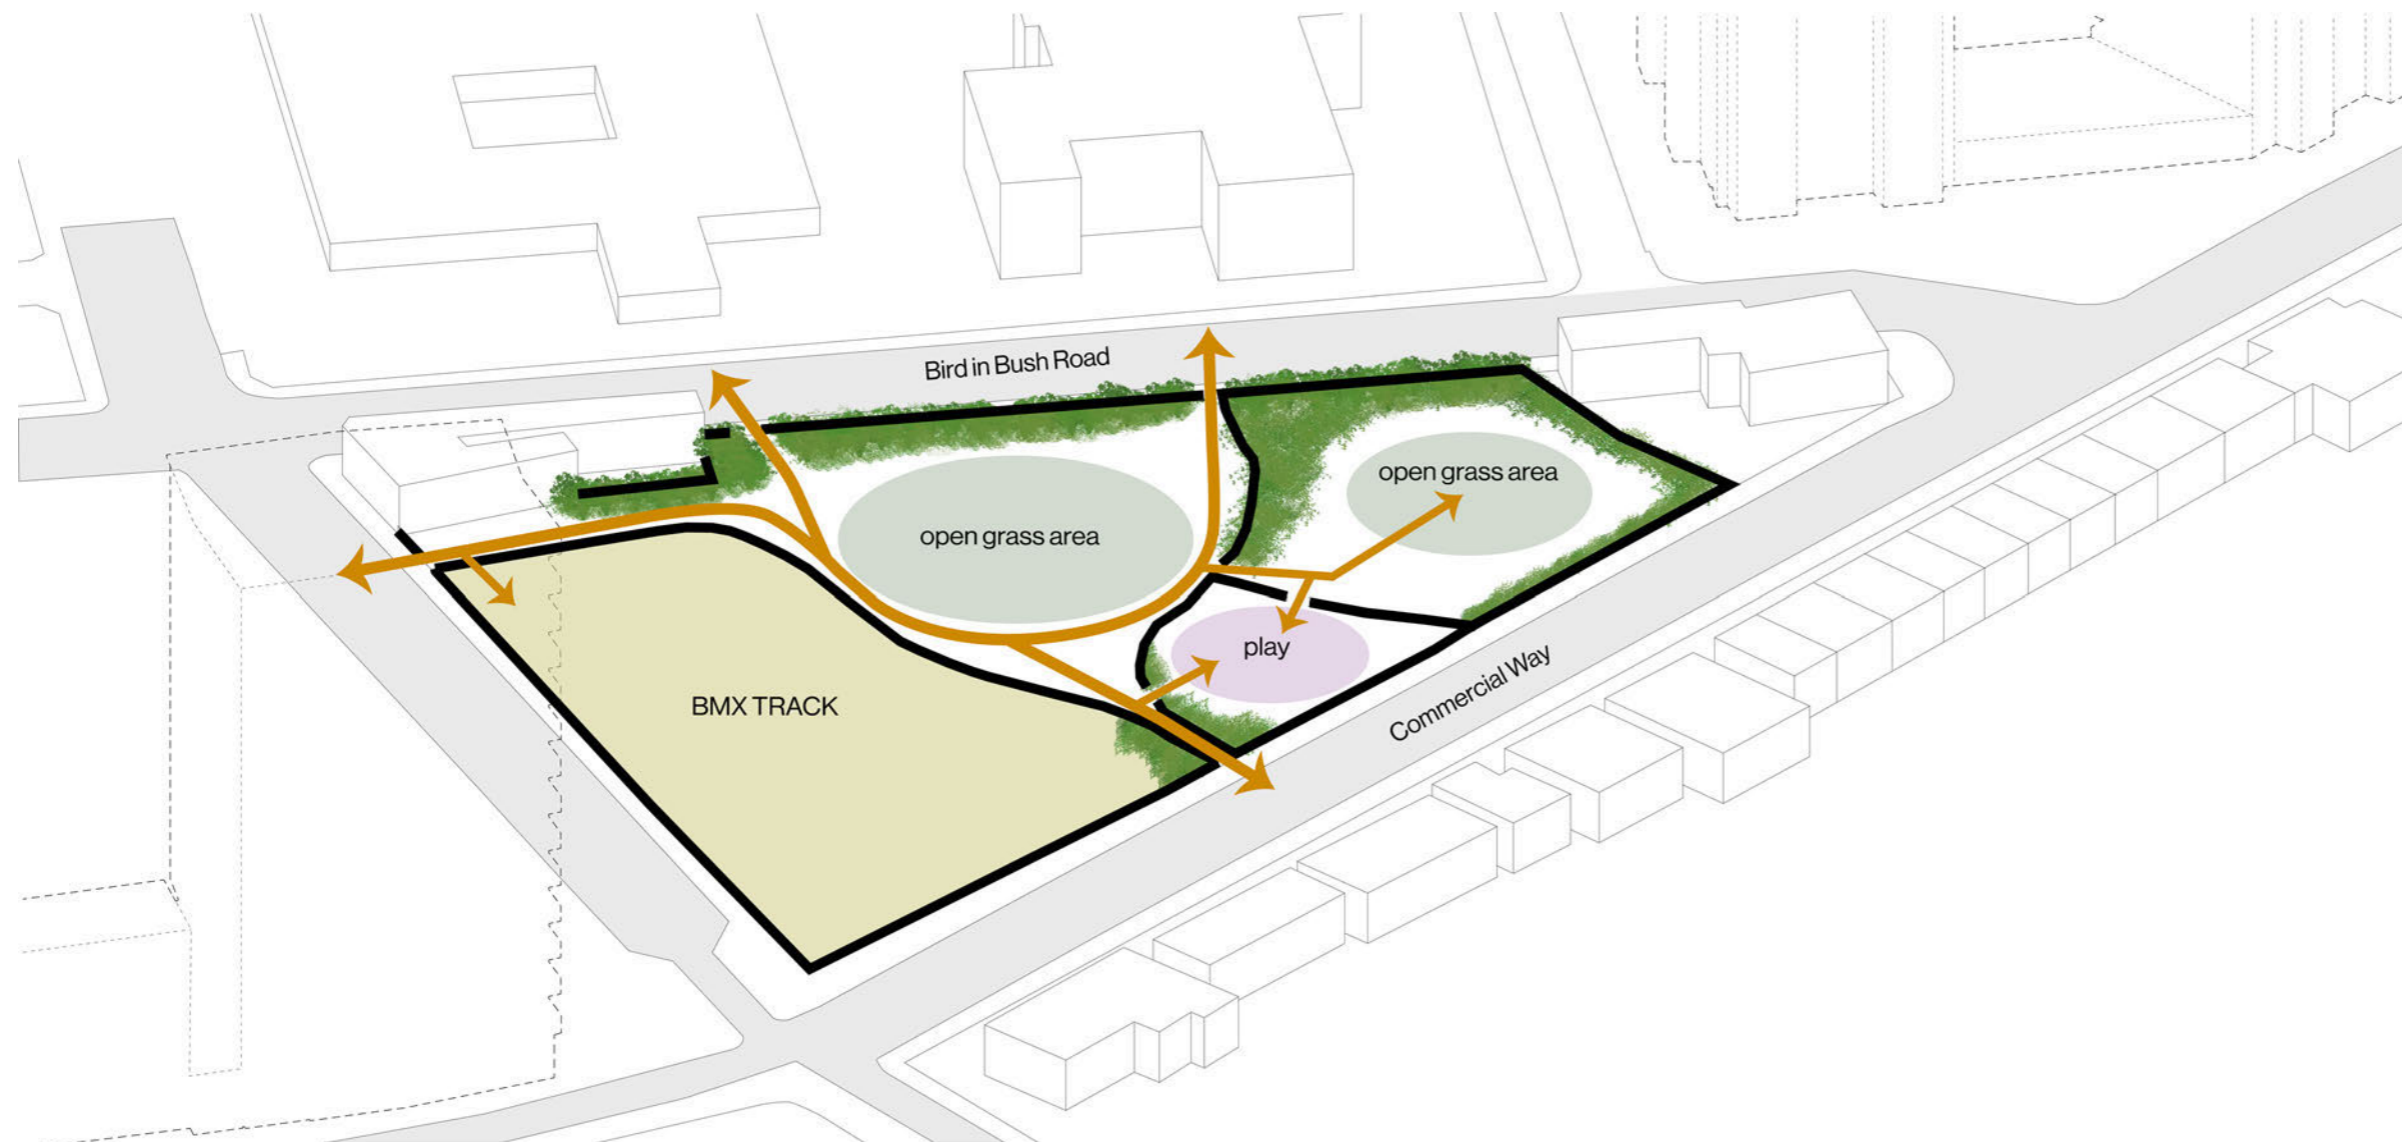 Bird in Bush Road
open grass area
open grass area
play
BMX TRACK
Commercial Way